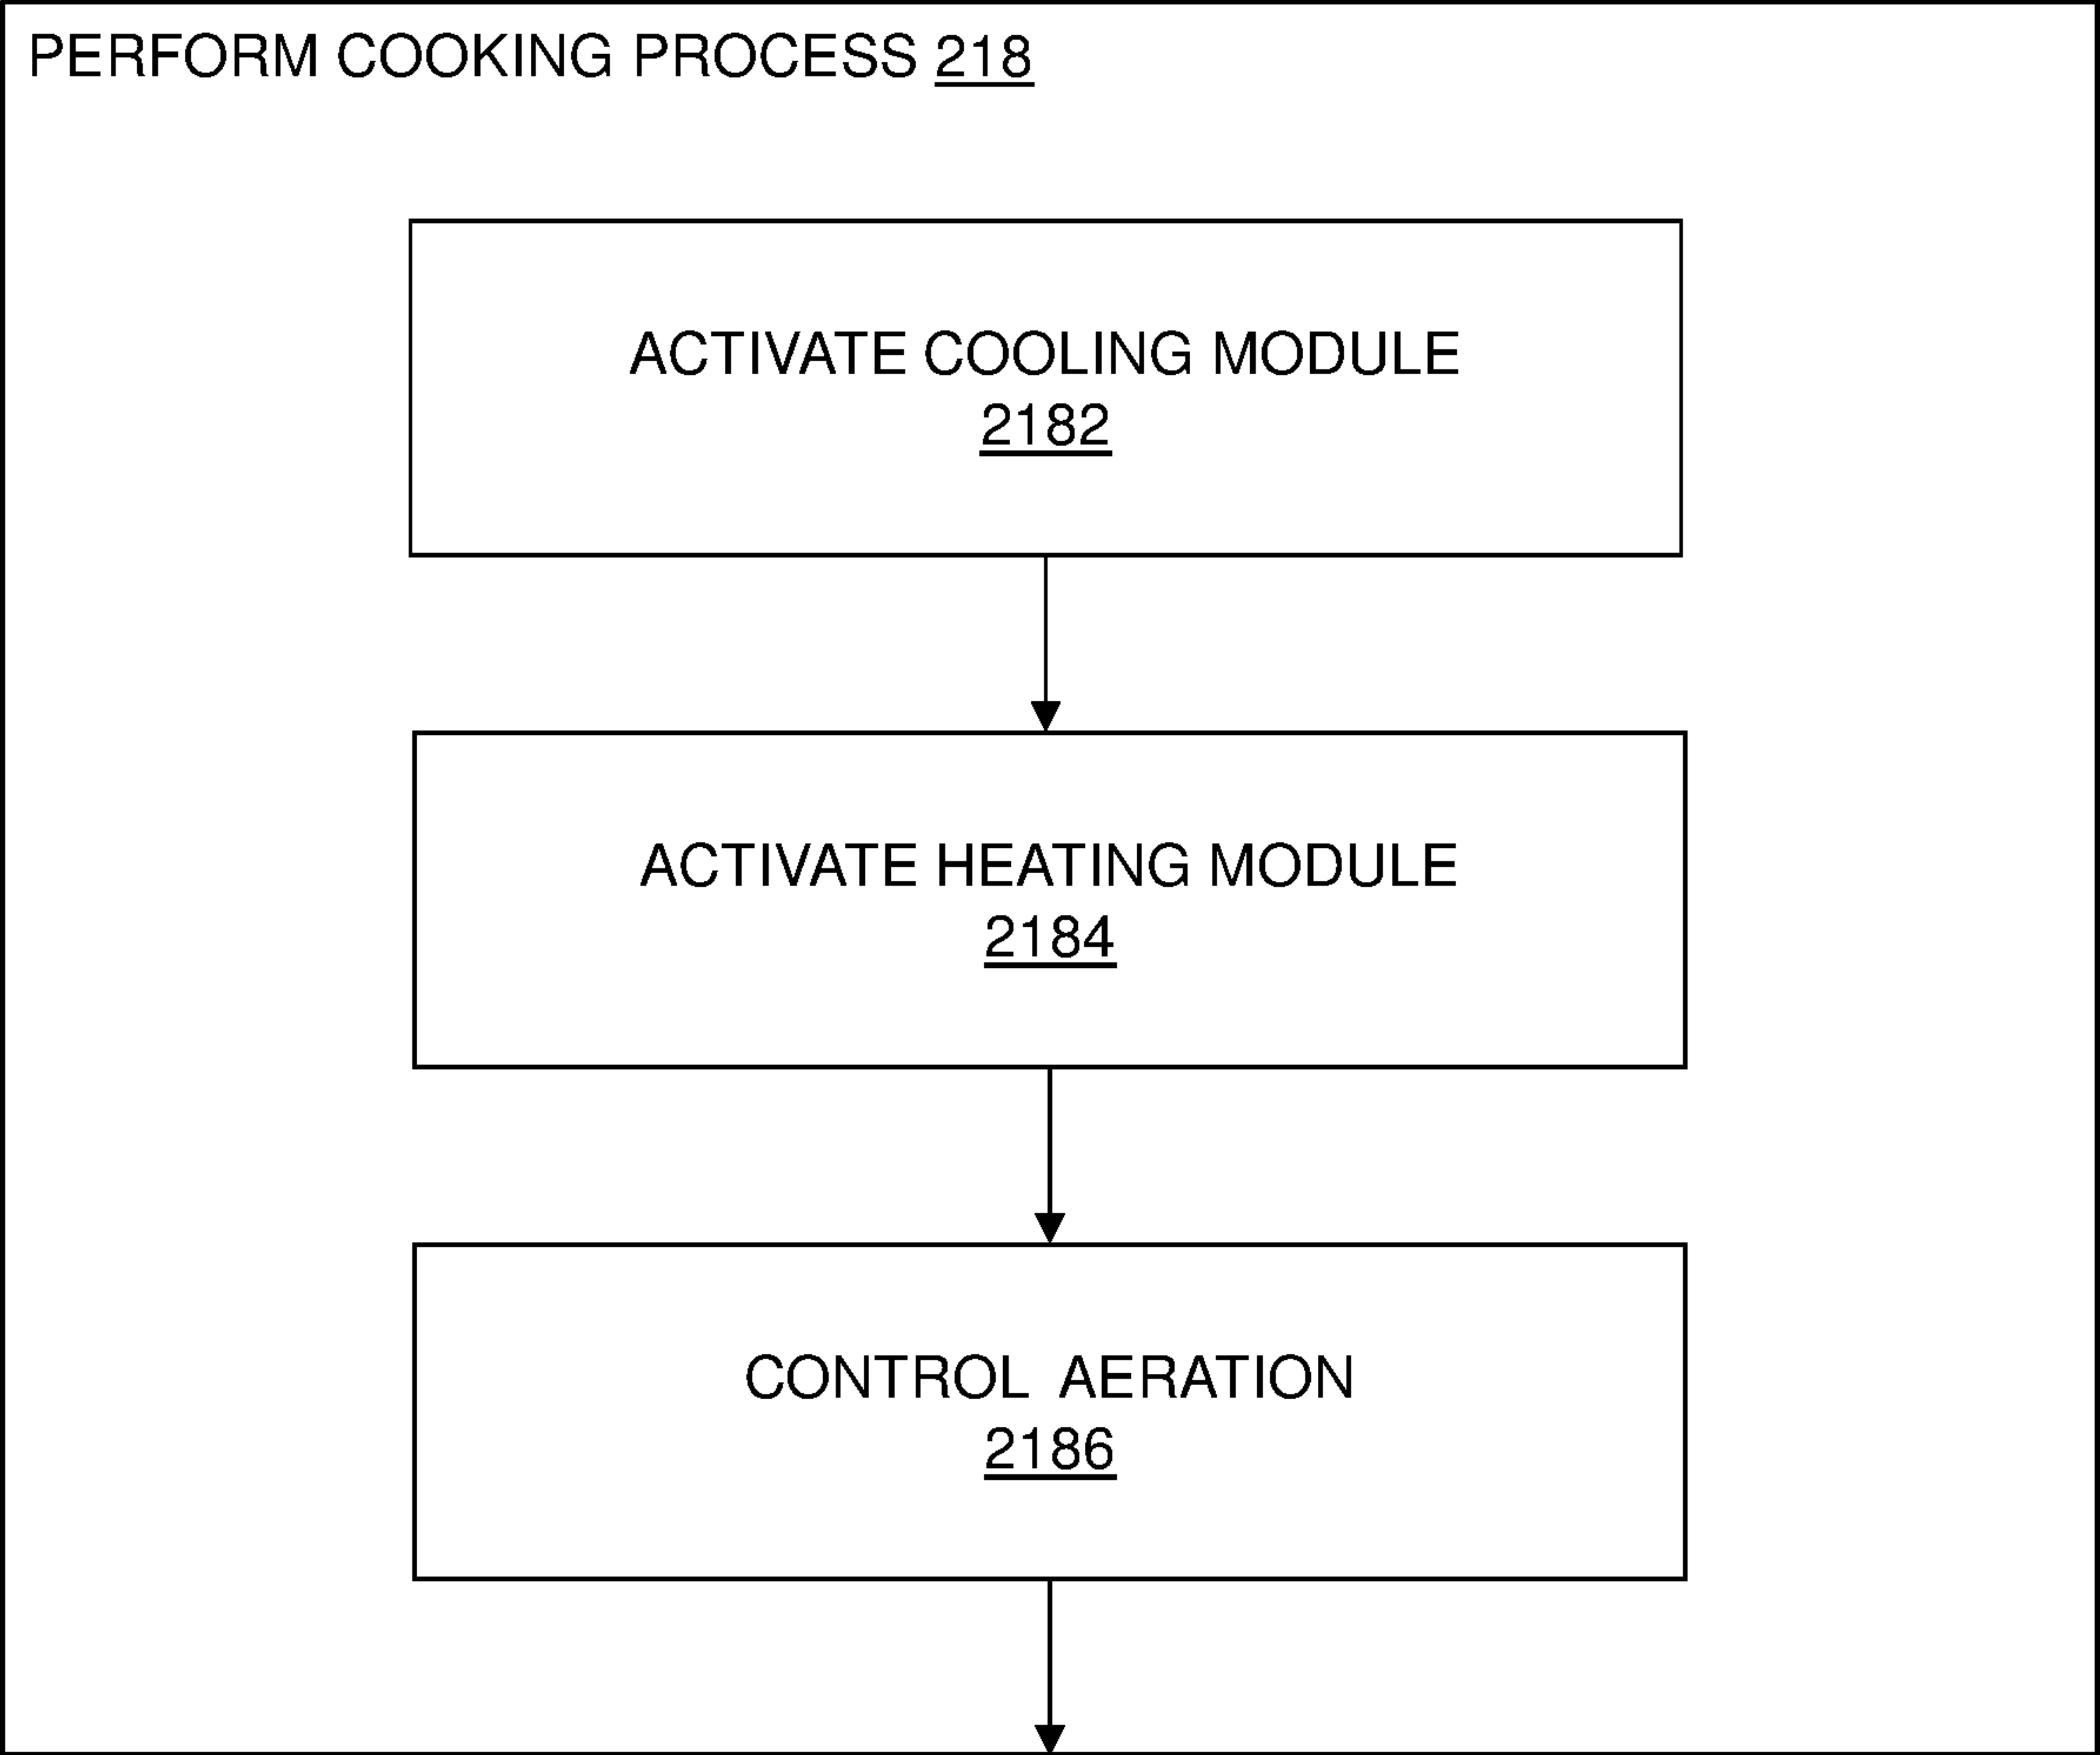 PERFORM COOKING PROCESS 218
ACTIVATE COOLING MODULE
2182
ACTIVATE HEATING MODULE
2184
CONTROL AERATION
2186